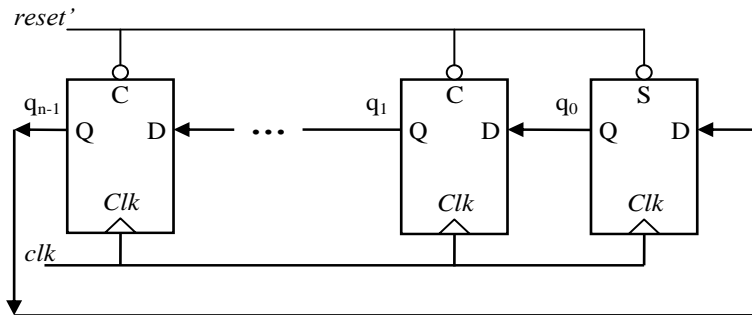 reset’
C C S
qn-1 q1 q0
Q D ... Q D Q D
Clk Clk Clk
clk